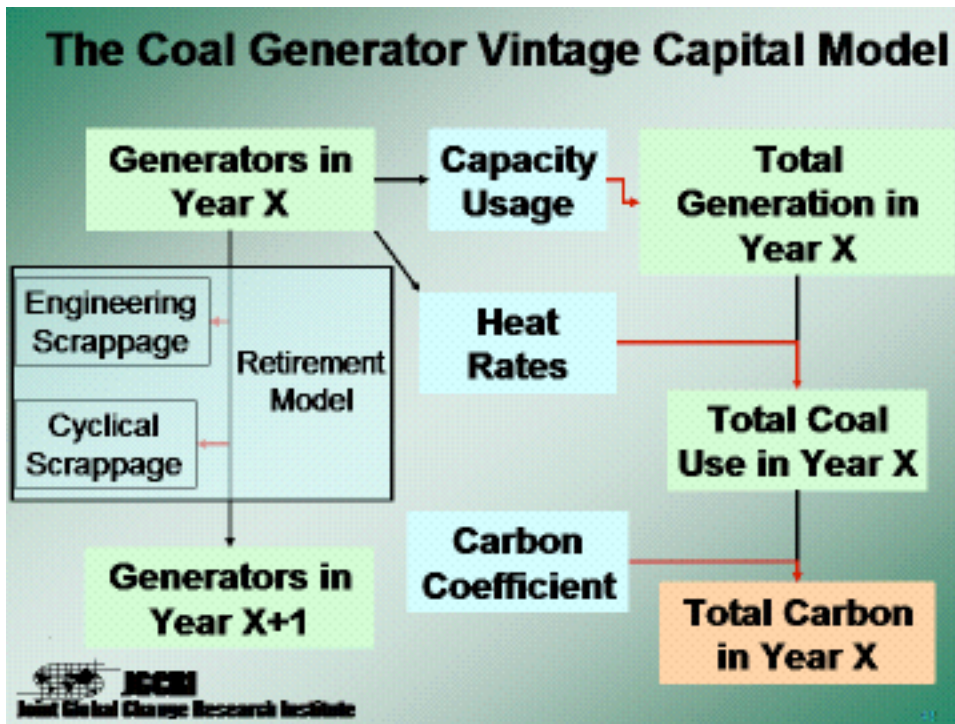 The Coal Generator Vintage Capital Model
Generators in
Year X
Capacity
Usage
Total
Generation in
Year X
Engineering
Scrappage
Retirement
Model
Cyclical
Scrappage
Heat
Rates
Total Coal
Use in Year X
Generators in
Year X+1
Carbon
Coefficient
Total Carbon
in Year X
JGCRI
Joint Global Change Research Institute